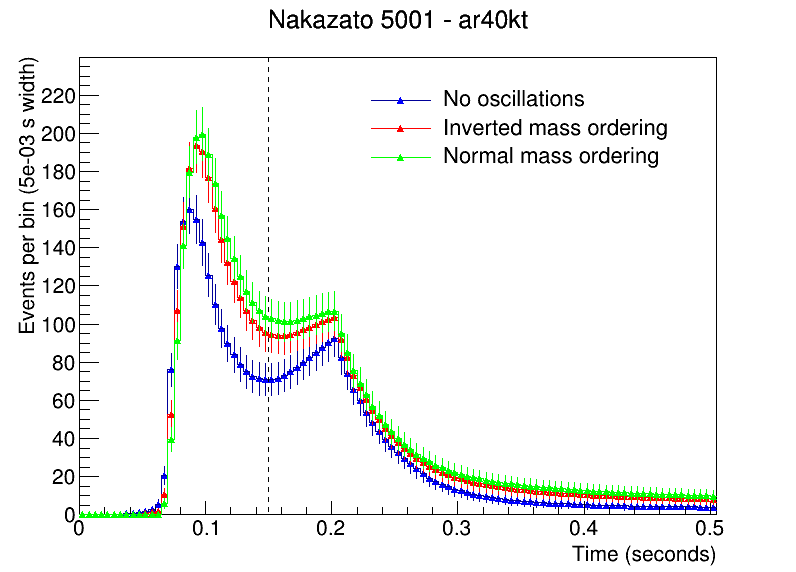 Nakazato 5001 - ar40kt
Events per bin (5e-03 s width)
No oscillations
Inverted mass ordering
Normal mass ordering
220
200
180
160
140
120
100
80
60
40
20
0
0 0.1 0.2 0.3 0.4 0.5
Time (seconds)